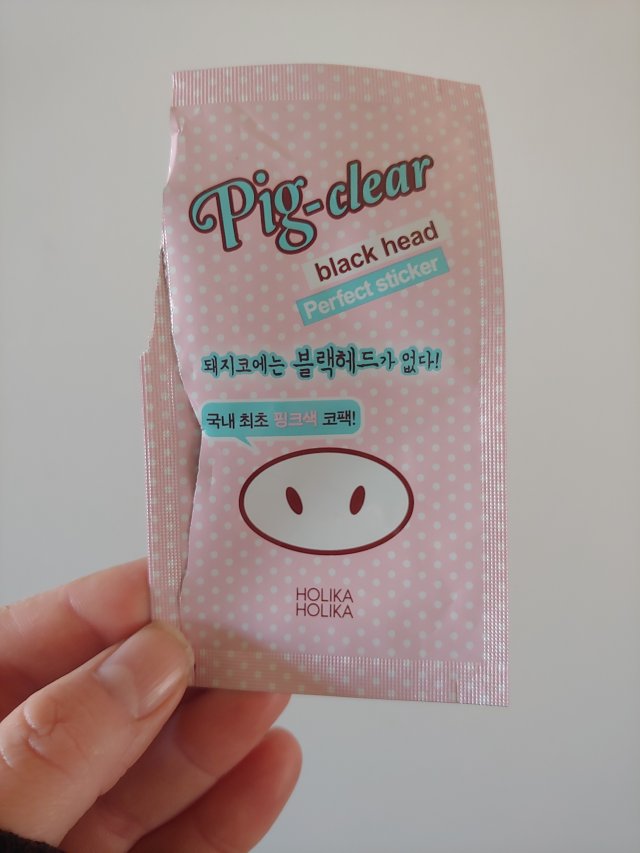 Pig-clear
black head
Perfect sticker
돼지코에는 블랙헤드가 없다!
국내 최초 핑크색 코팩!
HOLIKA
HOLIKA